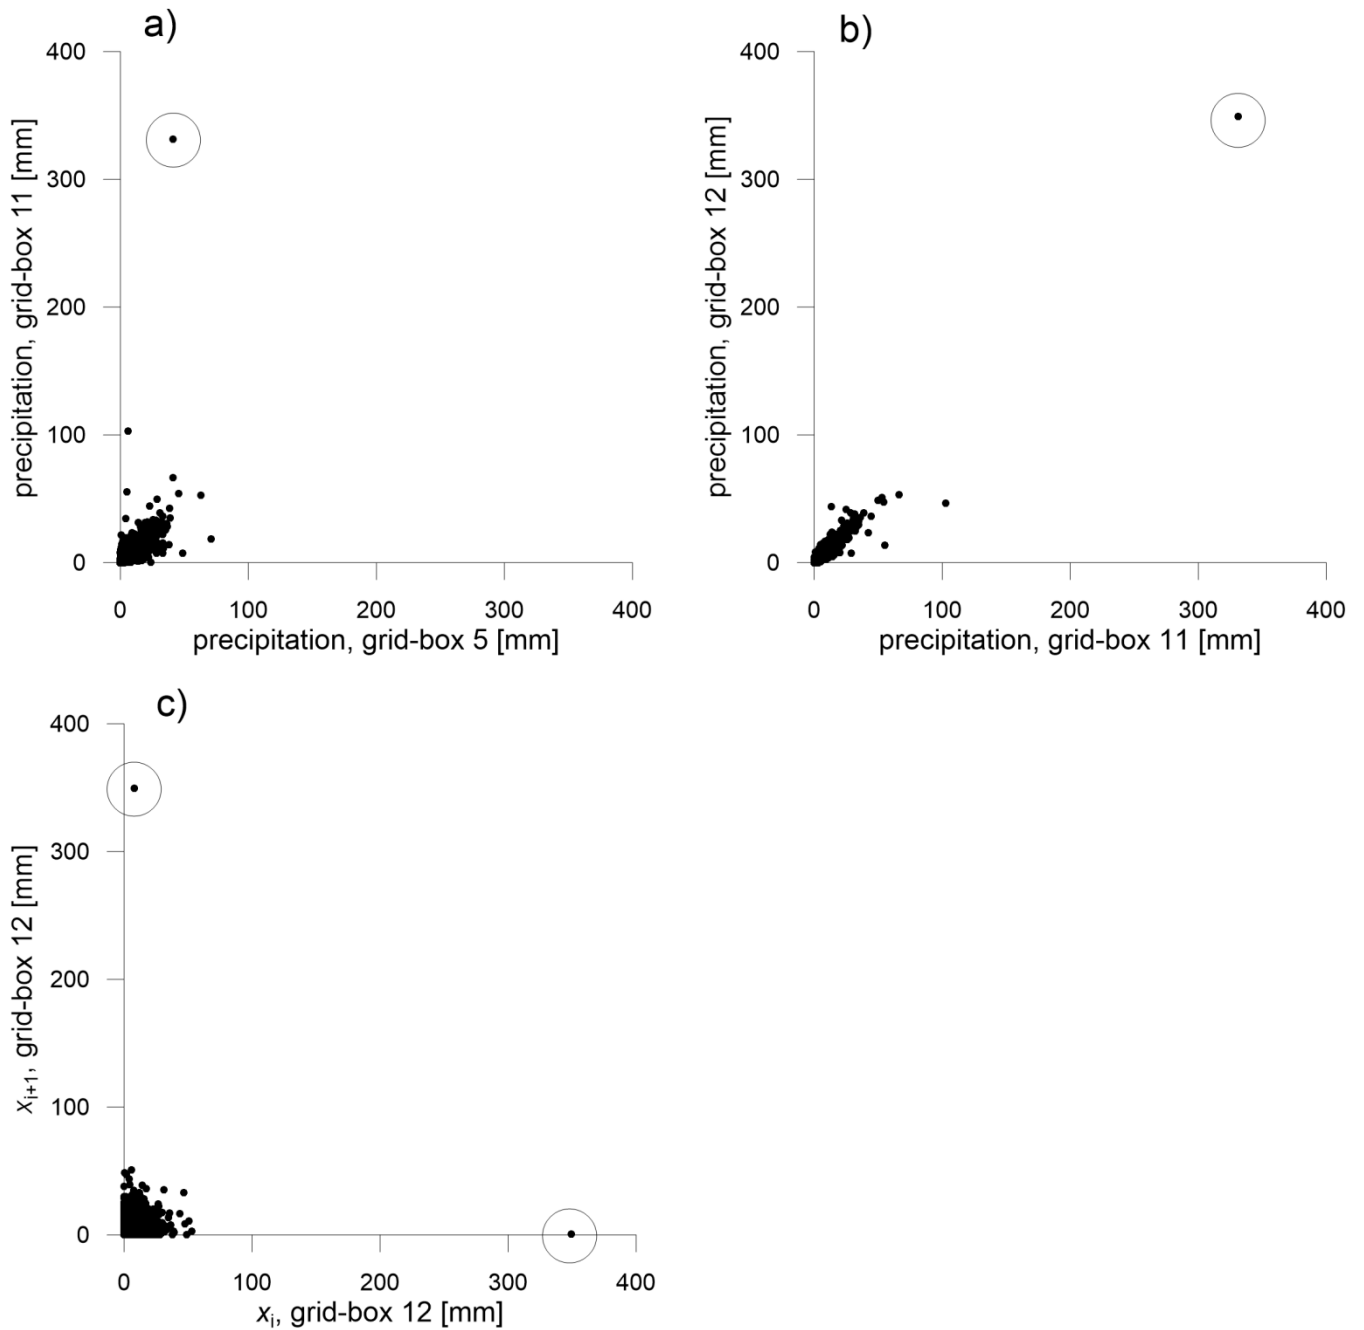 a)
400
300
200
100
0
precipitation, grid-box 11 [mm]
0 100 200 300 400
precipitation, grid-box 5 [mm]
b)
400
300
200
100
0
precipitation, grid-box 12 [mm]
0 100 200 300 400
precipitation, grid-box 11 [mm]
c)
400
300
200
100
0
xi+1, grid-box 12 [mm]
0 100 200 300 400
xi, grid-box 12 [mm]